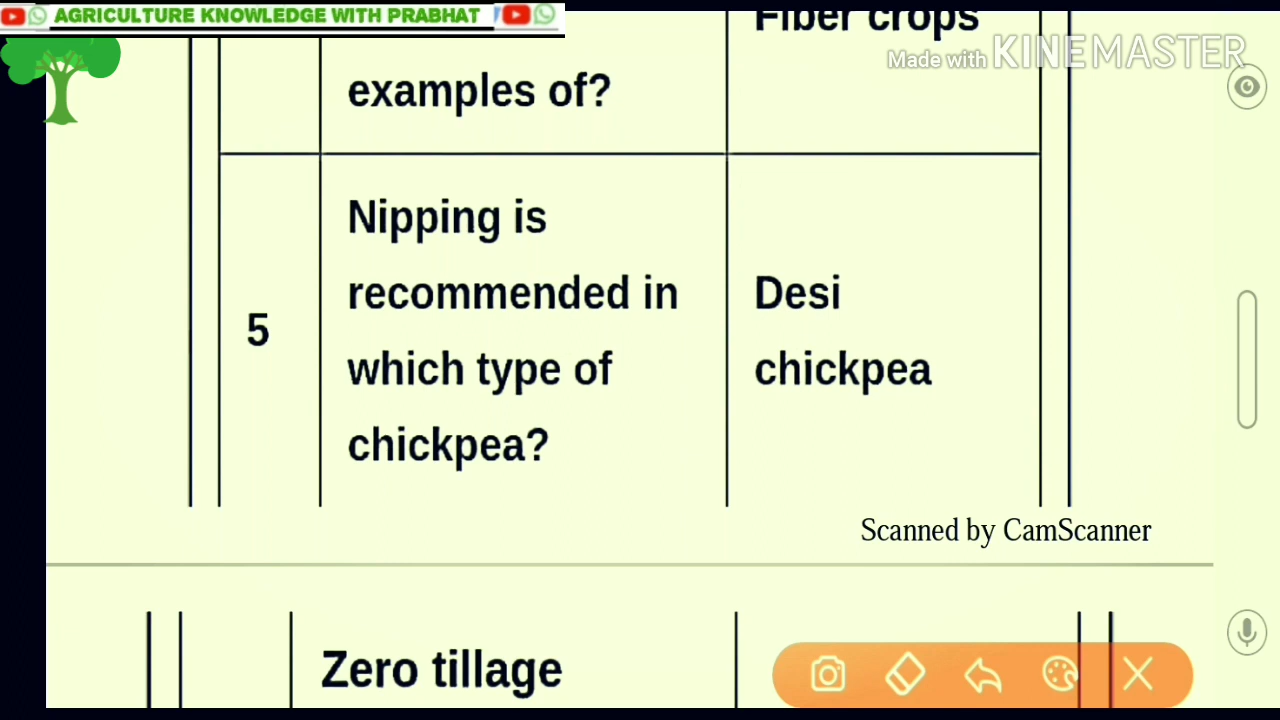 AGRICULTURE KNOWLEDGE WITH PRABHAT
Fiber crops
Made with KINEMASTER
examples of?
5
Nipping is
recommended in
which type of
chickpea?
Desi
chickpea
Scanned by CamScanner
Zero tillage